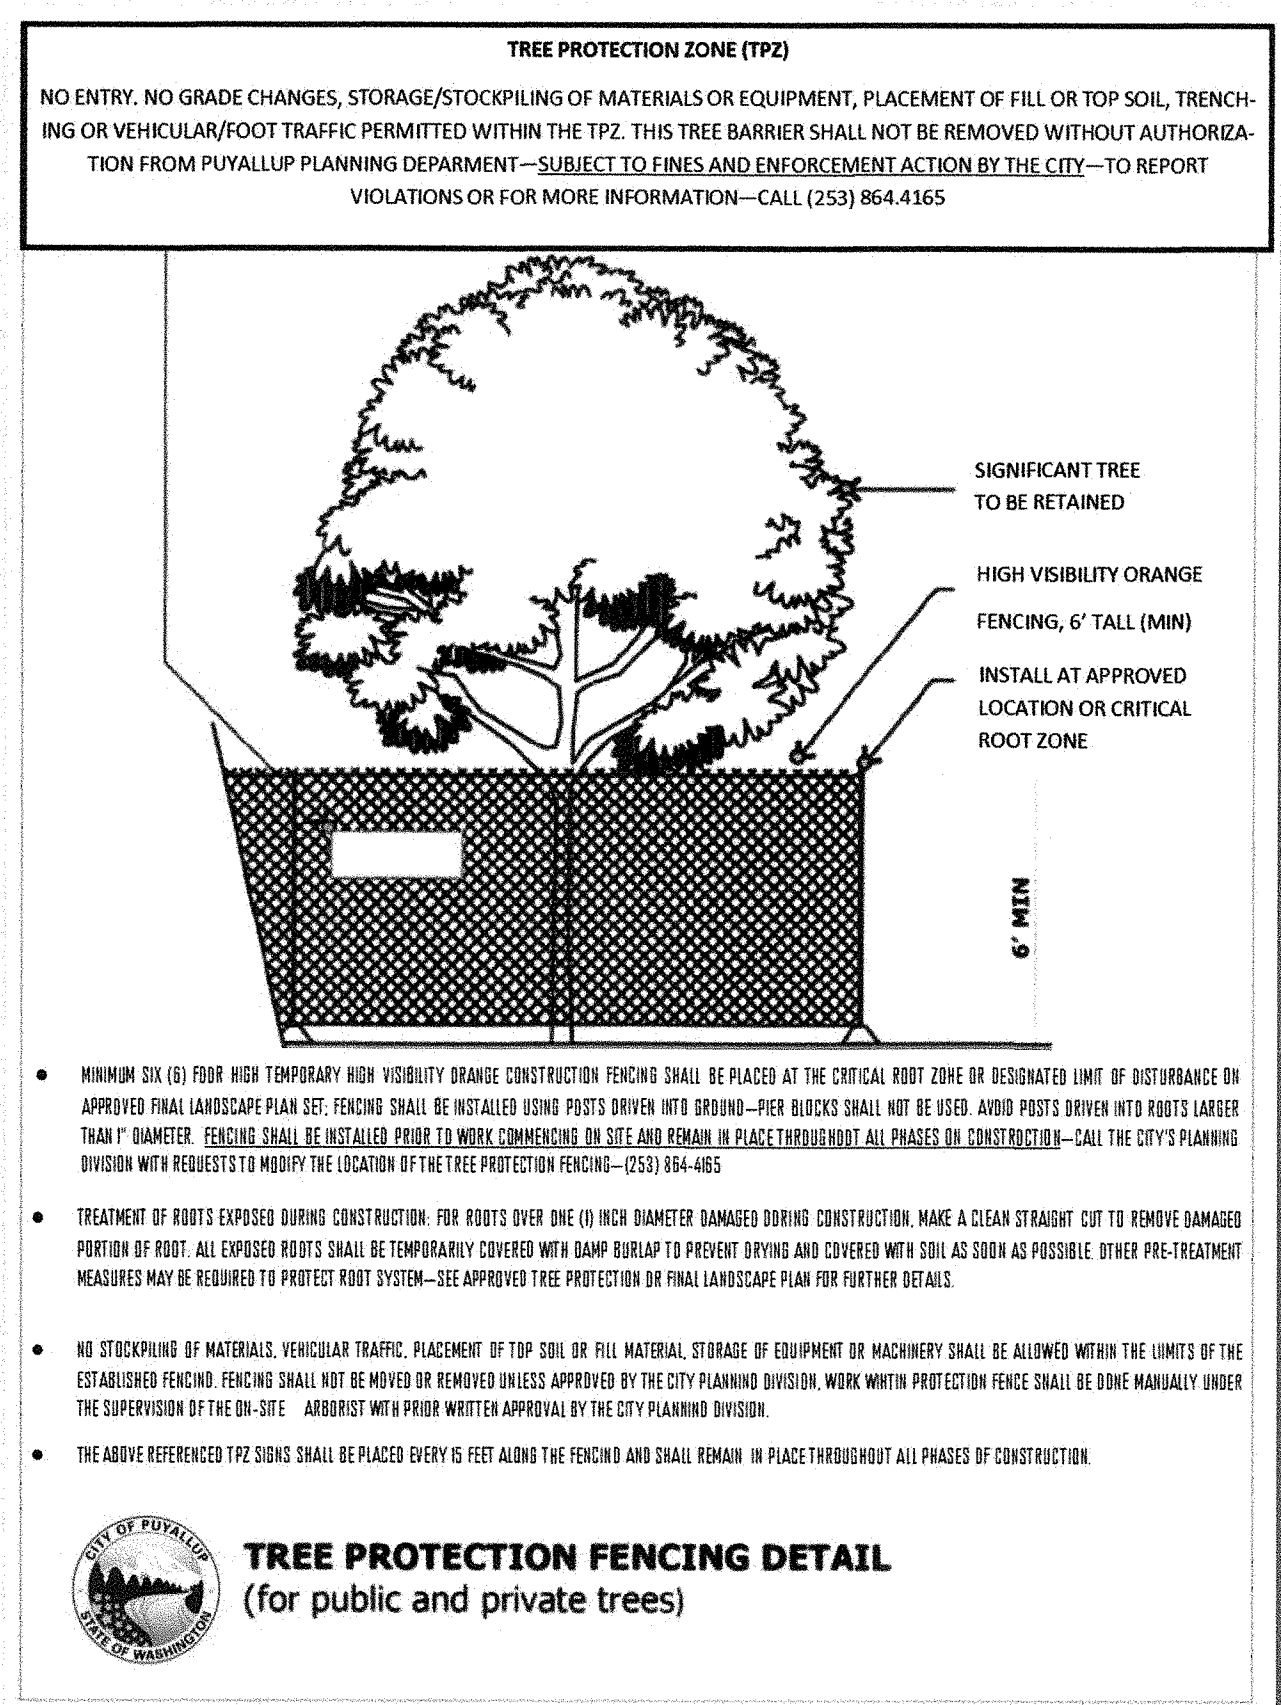 TREE PROTECTION ZONE (TPZ)
NO ENTRY. NO GRADE CHANGES, STORAGE/STOCKPILING OF MATERIALS OR EQUIPMENT, PLACEMENT OF FILL OR TOP SOIL, TRENCH-
ING OR VEHICULAR/FOOT TRAFFIC PERMITTED WITHIN THE TPZ. THIS TREE BARRIER SHALL NOT BE REMOVED WITHOUT AUTHORIZA-
TION FROM PUYALLUP PLANNING DEPARMENT—SUBJECT TO FINES AND ENFORCEMENT ACTION BY THE CITY—TO REPORT
VIOLATIONS OR FOR MORE INFORMATION—CALL (253) 864.4165
SIGNIFICANT TREE
TO BE RETAINED
HIGH VISIBILITY ORANGE
FENCING, 6' TALL (MIN)
INSTALL AT APPROVED
LOCATION OR CRITICAL
ROOT ZONE
6' MIN
• MINIMUM SIX (6) FOOR HIGH TEMPORARY HIGH VISIBILITY ORANGE CONSTRUCTION FENCING SHALL BE PLACED AT THE CRITICAL ROOT ZONE OR DESIGNATED LIMIT OF DISTURBANCE ON
APPROVED FINAL LANDSCAPE PLAN SET; FENCING SHALL BE INSTALLED USING POSTS DRIVEN INTO GROUND—PIER BLOCKS SHALL NOT BE USED. AVOID POSTS DRIVEN INTO ROOTS LARGER
THAN 1" DIAMETER. FENCING SHALL BE INSTALLED PRIOR TO WORK COMMENCING ON SITE AND REMAIN IN PLACE THROUGHOUT ALL PHASES ON CONSTRUCTION—CALL THE CITY'S PLANNING
DIVISION WITH REQUESTS TO MODIFY THE LOCATION OF THE TREE PROTECTION FENCING—(253) 864-4165
• TREATMENT OF ROOTS EXPOSED DURING CONSTRUCTION: FOR ROOTS OVER ONE (1) INCH DIAMETER DAMAGED DURING CONSTRUCTION, MAKE A CLEAN STRAIGHT CUT TO REMOVE DAMAGED
PORTION OF ROOT. ALL EXPOSED ROOTS SHALL BE TEMPORARILY COVERED WITH DAMP BURLAP TO PREVENT DRYING AND COVERED WITH SOIL AS SOON AS POSSIBLE. OTHER PRE-TREATMENT
MEASURES MAY BE REQUIRED TO PROTECT ROOT SYSTEM—SEE APPROVED TREE PROTECTION OR FINAL LANDSCAPE PLAN FOR FURTHER DETAILS.
• NO STOCKPILING OF MATERIALS, VEHICULAR TRAFFIC, PLACEMENT OF TOP SOIL OR FILL MATERIAL, STORAGE OF EQUIPMENT OR MACHINERY SHALL BE ALLOWED WITHIN THE LIIMITS OF THE
ESTABLISHED FENCING. FENCING SHALL NOT BE MOVED OR REMOVED UNLESS APPROVED BY THE CITY PLANNING DIVISION. WORK WIHTIN PROTECTION FENCE SHALL BE DONE MANUALLY UNDER
THE SUPERVISION OF THE ON-SITE ARBORIST WITH PRIOR WRITTEN APPROVAL BY THE CITY PLANNING DIVISION.
• THE ABOVE REFERENCED TPZ SIGNS SHALL BE PLACED EVERY 15 FEET ALONG THE FENCING AND SHALL REMAIN IN PLACE THROUGHOUT ALL PHASES OF CONSTRUCTION.
CITY OF PUYALLUP
STATE OF WASHINGTON
TREE PROTECTION FENCING DETAIL
(for public and private trees)